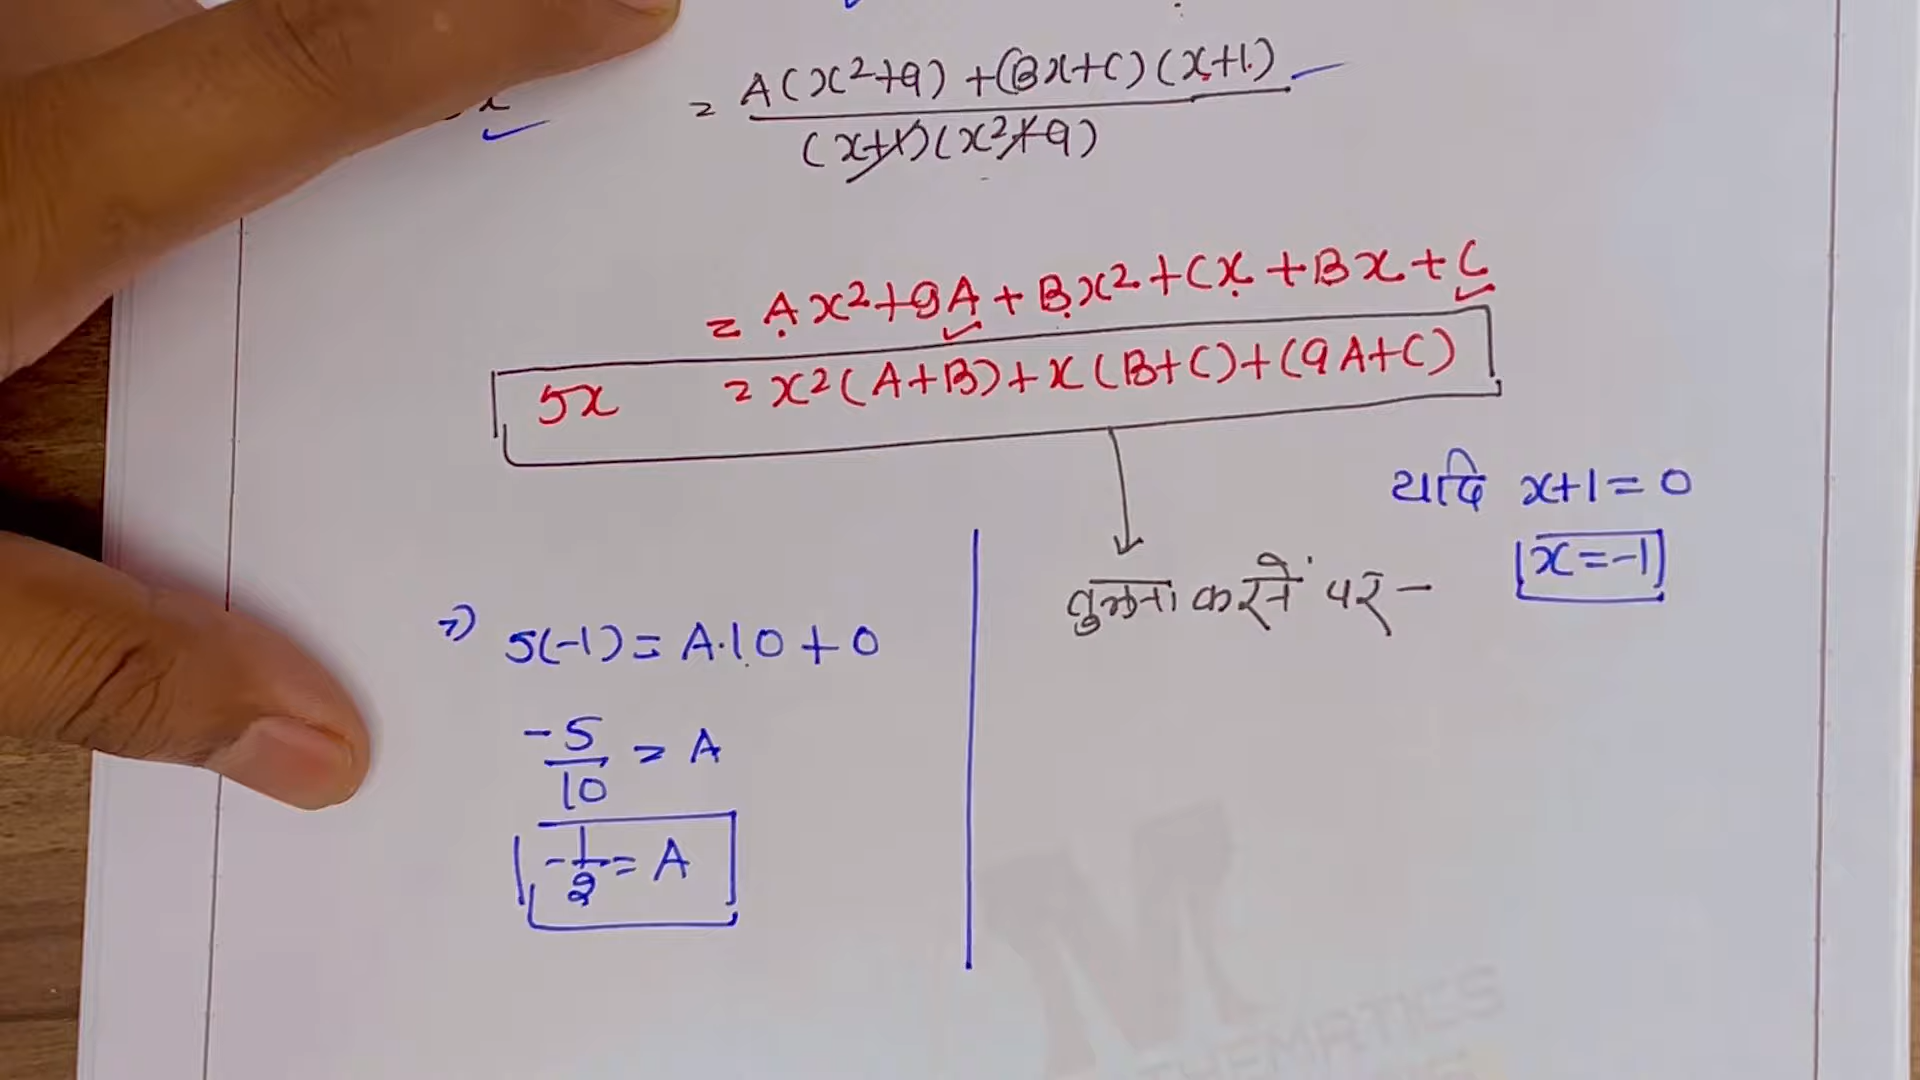 x = A(x²+9) + (Bx+C)(x+1)
(x+1)(x²+9)
= Ax²+9A + Bx²+Cx + Bx + C
5x = x²(A+B)+x(B+C)+(9A+C)
यदि x+1=0
x=-1
तुलना करने पर –
⇒ 5(-1) = A·10 + 0
-5/10 = A
-1/2 = A
M
THEMATICS